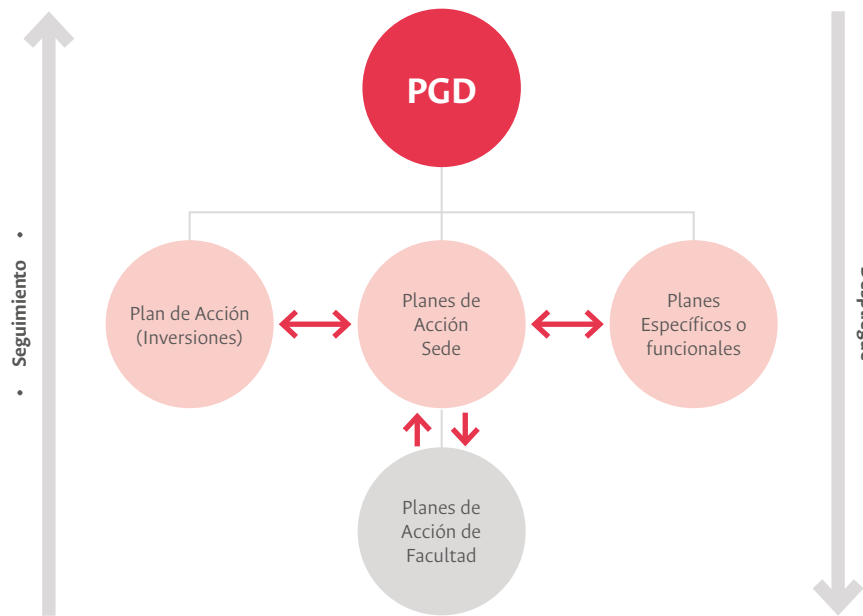 PGD
• Seguimiento •
Plan de Acción
(Inversiones)
Planes de
Acción
Sede
Planes
Específicos o
funcionales
Planes de
Acción de
Facultad